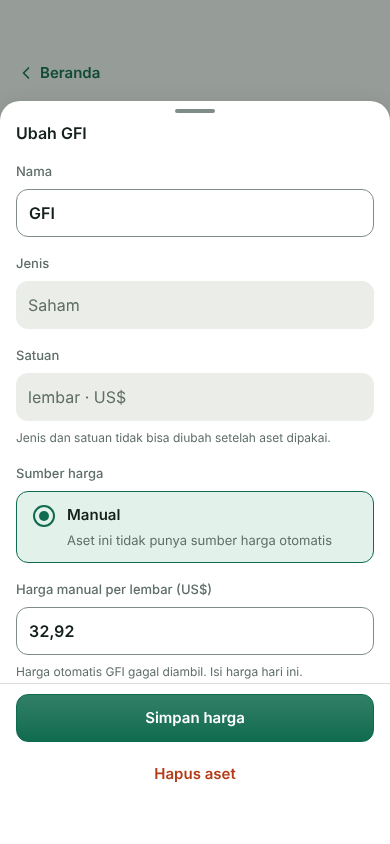 Beranda
Ubah GFI
Nama
GFI
Jenis
Saham
Satuan
lembar · US$
Jenis dan satuan tidak bisa diubah setelah aset dipakai.
Sumber harga
Manual
Aset ini tidak punya sumber harga otomatis
Harga manual per lembar (US$)
32,92
Harga otomatis GFI gagal diambil. Isi harga hari ini.
Simpan harga
Hapus aset